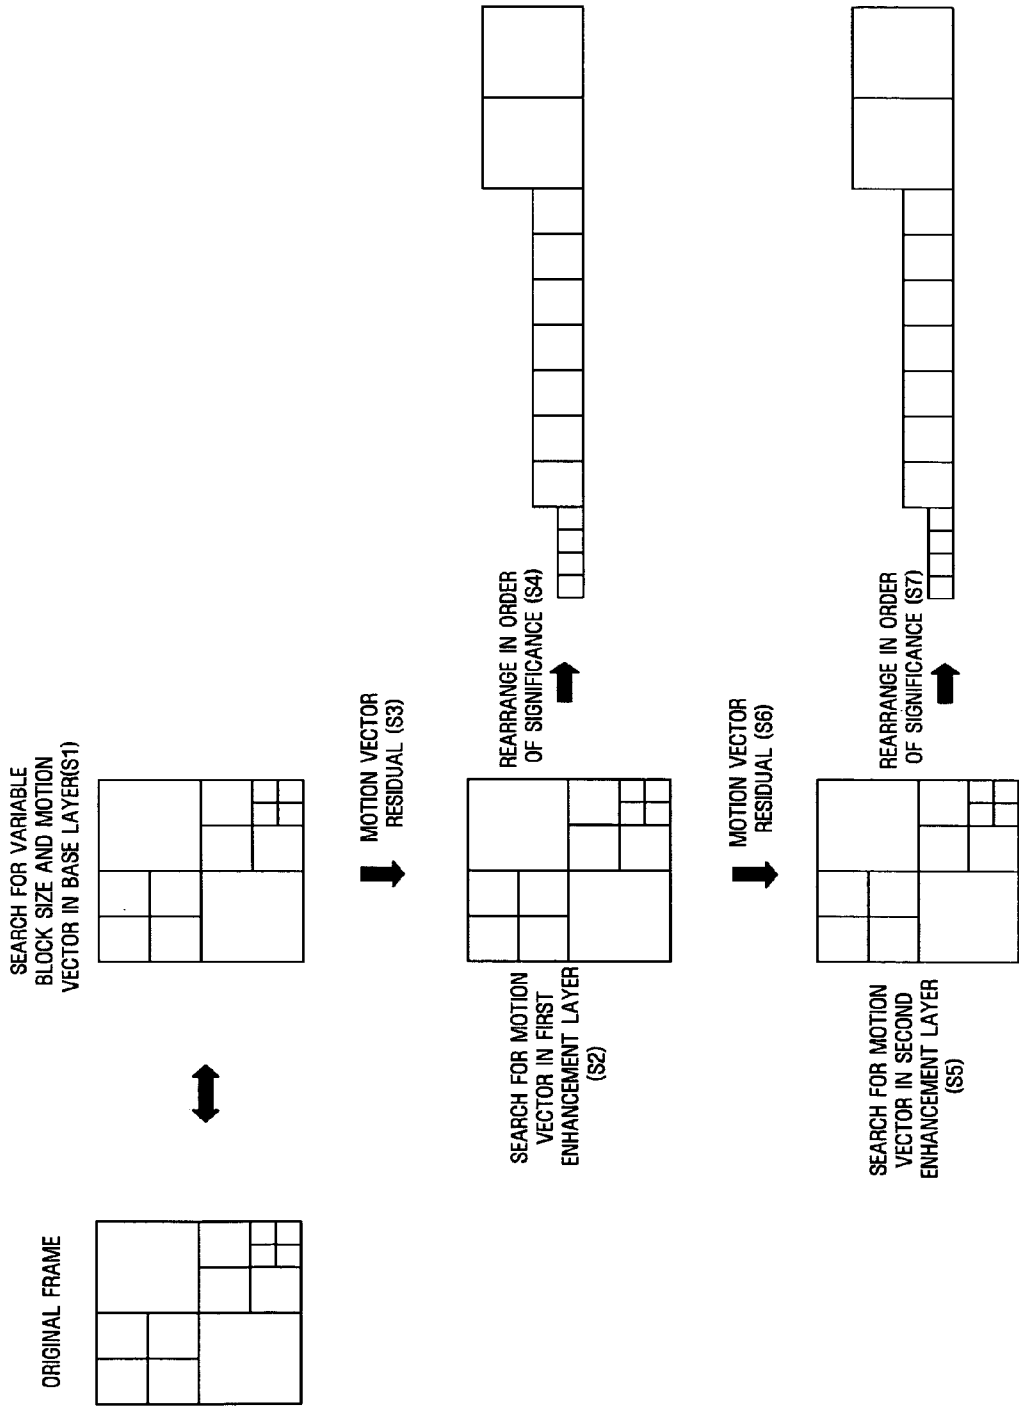 ORIGINAL FRAME
SEARCH FOR VARIABLE
BLOCK SIZE AND MOTION
VECTOR IN BASE LAYER(S1)
MOTION VECTOR
RESIDUAL (S3)
SEARCH FOR MOTION
VECTOR IN FIRST
ENHANCEMENT LAYER
(S2)
REARRANGE IN ORDER
OF SIGNIFICANCE (S4)
MOTION VECTOR
RESIDUAL (S6)
SEARCH FOR MOTION
VECTOR IN SECOND
ENHANCEMENT LAYER
(S5)
REARRANGE IN ORDER
OF SIGNIFICANCE (S7)